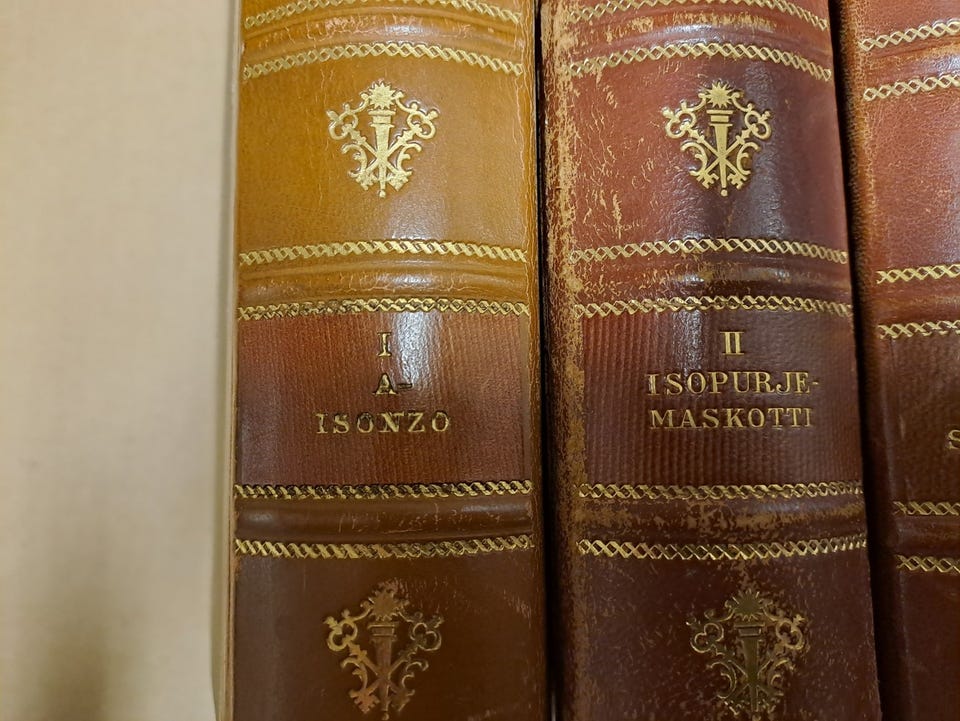 I
A-
ISONZO
II
ISOPURJE-
MASKOTTI
S